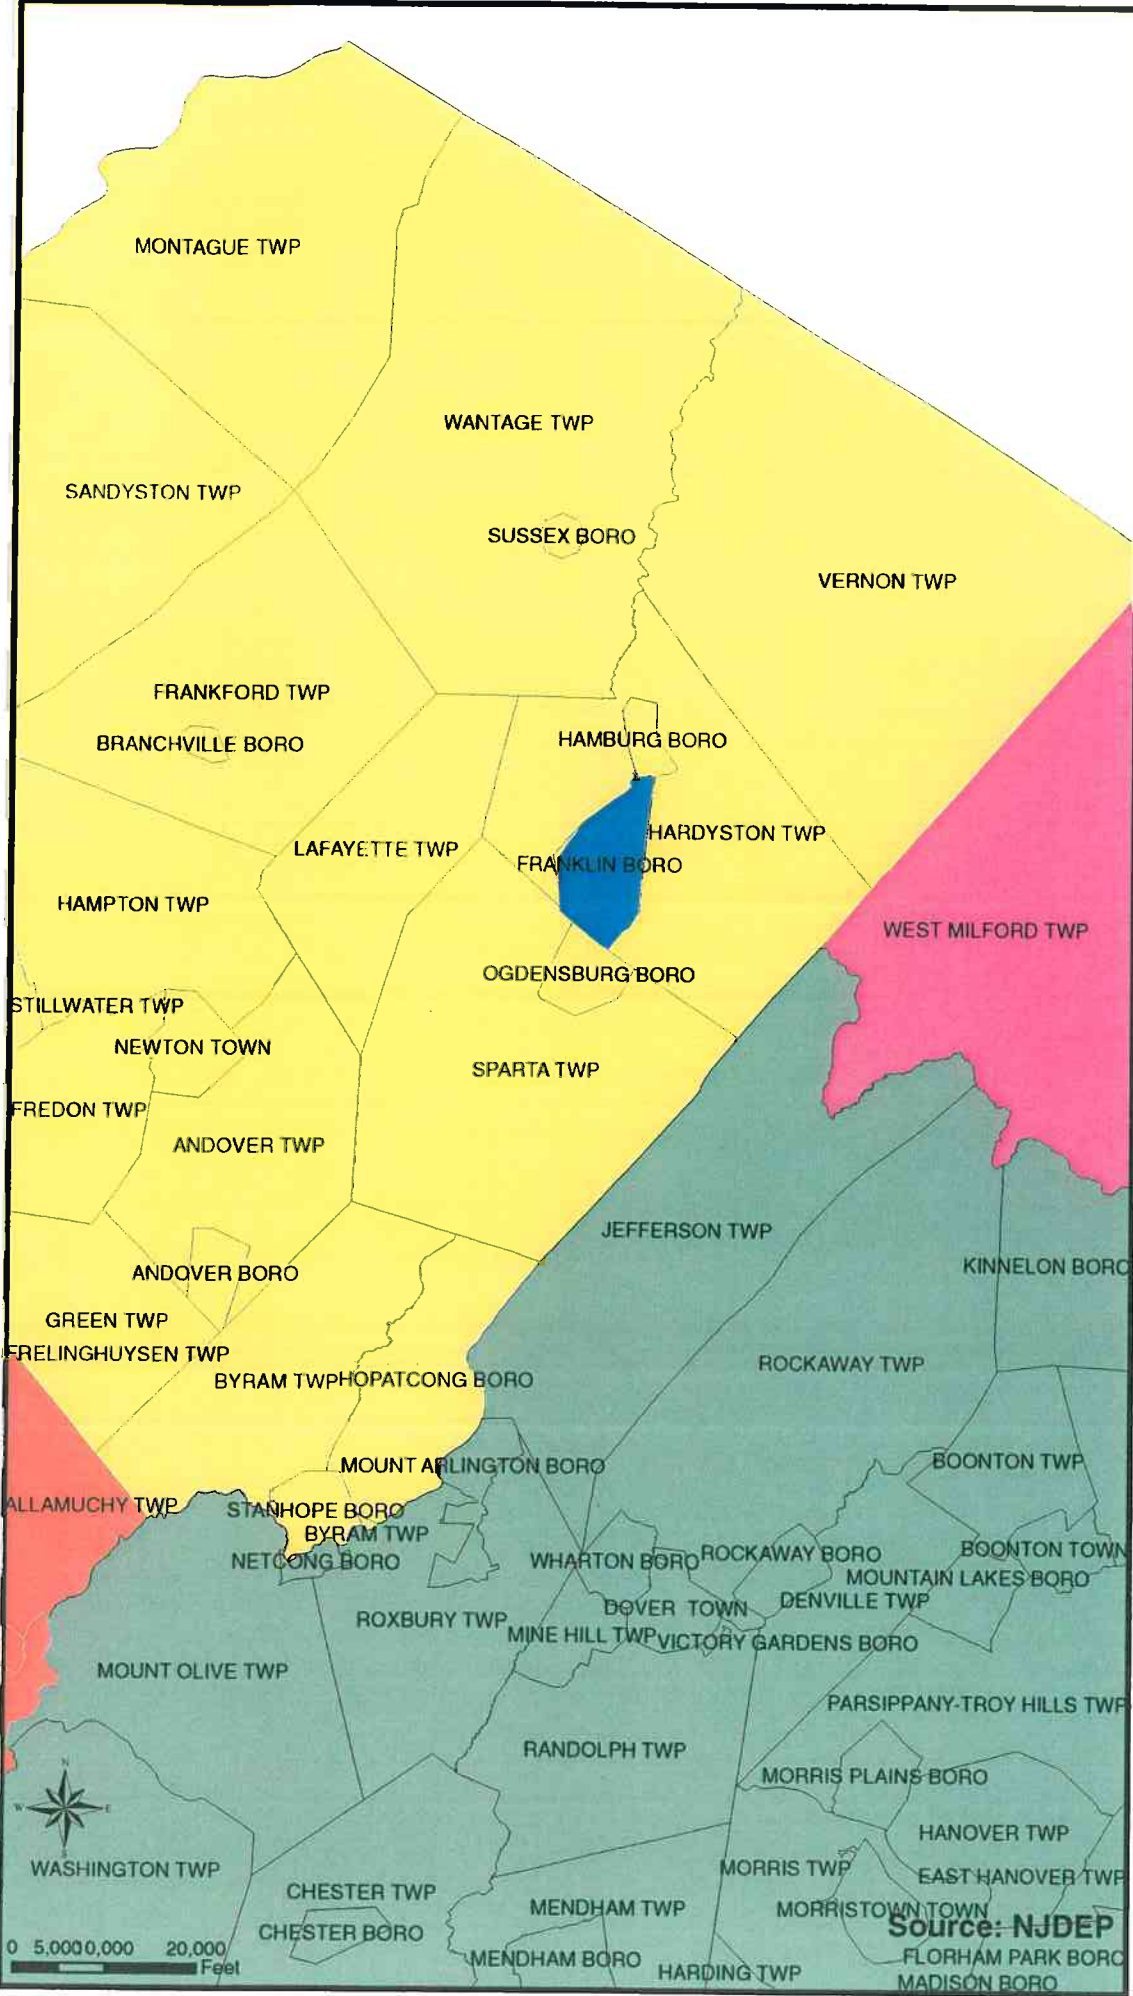 MONTAGUE TWP
WANTAGE TWP
SANDYSTON TWP
SUSSEX BORO
VERNON TWP
FRANKFORD TWP
BRANCHVILLE BORO
HAMBURG BORO
HARDYSTON TWP
LAFAYETTE TWP
FRANKLIN BORO
HAMPTON TWP
WEST MILFORD TWP
OGDENSBURG BORO
STILLWATER TWP
NEWTON TOWN
SPARTA TWP
FREDON TWP
ANDOVER TWP
JEFFERSON TWP
KINNELON BORO
ANDOVER BORO
GREEN TWP
FRELINGHUYSEN TWP
ROCKAWAY TWP
BYRAM TWP
HOPATCONG BORO
MOUNT ARLINGTON BORO
BOONTON TWP
ALLAMUCHY TWP
STANHOPE BORO
BYRAM TWP
NETCONG BORO
WHARTON BORO
ROCKAWAY BORO
BOONTON TOWN
MOUNTAIN LAKES BORO
DENVILLE TWP
DOVER TOWN
ROXBURY TWP
MINE HILL TWP
VICTORY GARDENS BORO
MOUNT OLIVE TWP
PARSIPPANY-TROY HILLS TWP
RANDOLPH TWP
MORRIS PLAINS BORO
N
W
E
S
HANOVER TWP
WASHINGTON TWP
MORRIS TWP
EAST HANOVER TWP
CHESTER TWP
MENDHAM TWP
MORRISTOWN TOWN
Source: NJDEP
CHESTER BORO
0 5,00010,000 20,000
Feet
MENDHAM BORO
HARDING TWP
FLORHAM PARK BORO
MADISON BORO